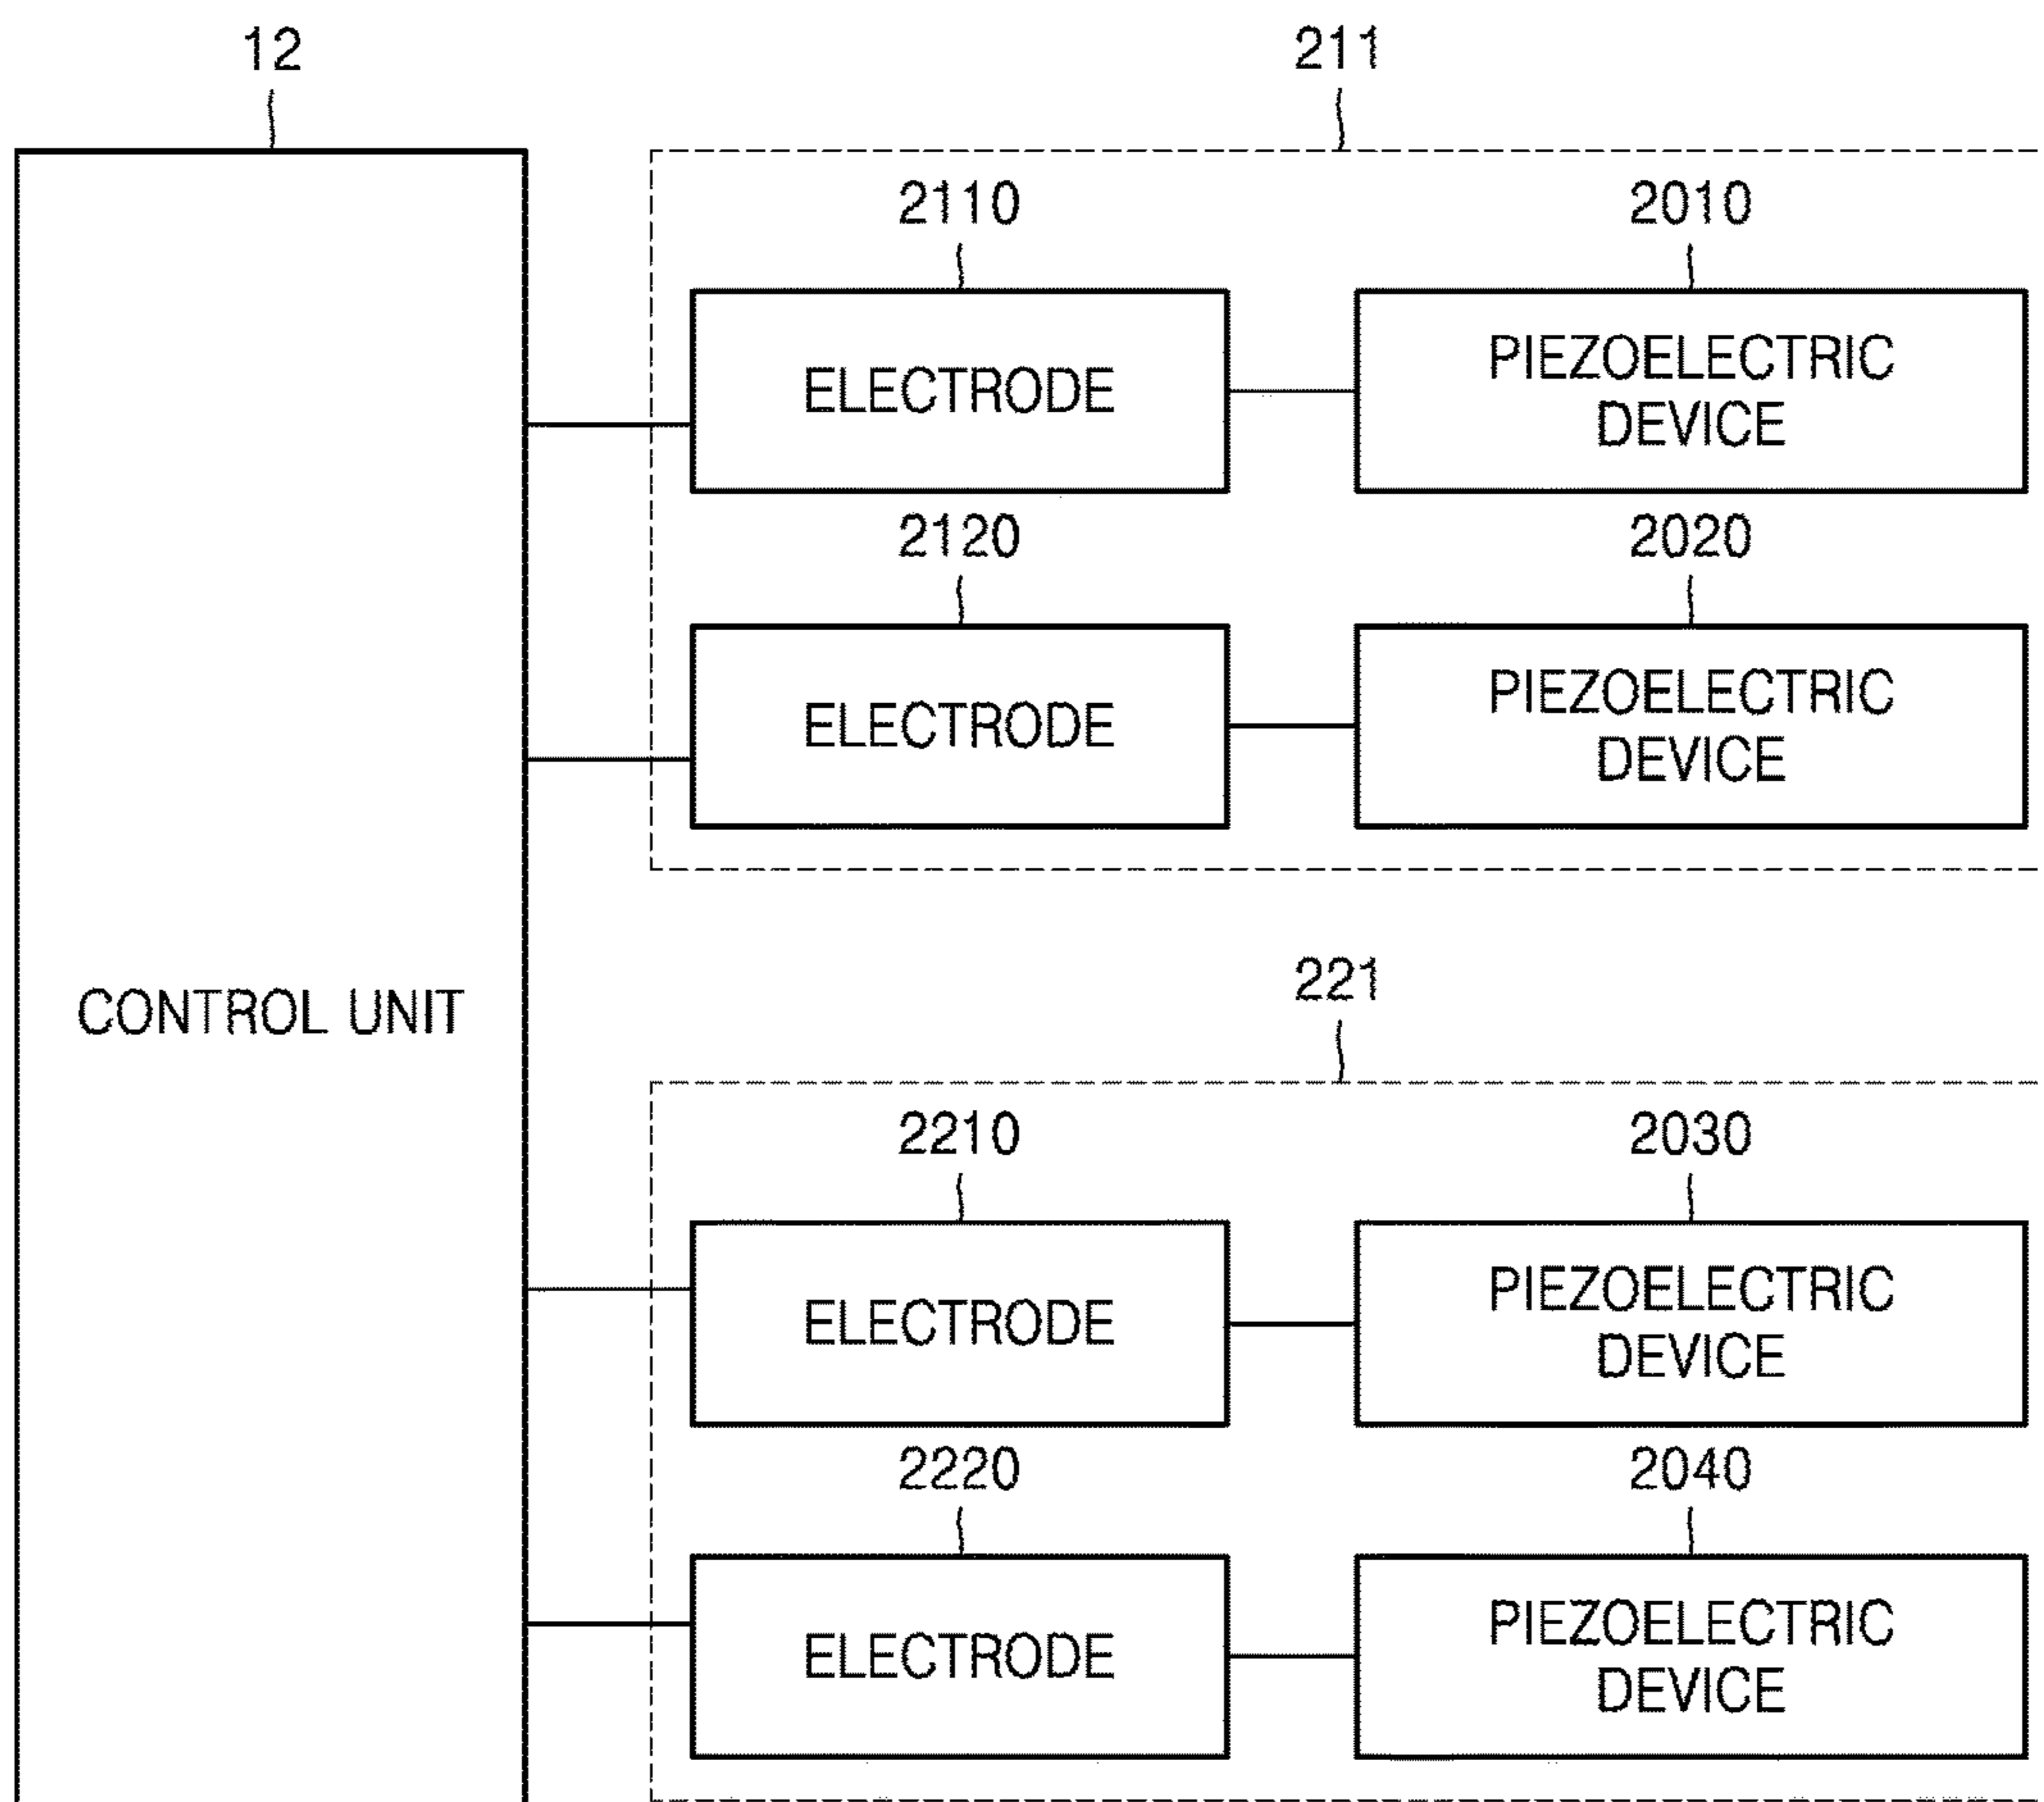 12
211
2110
2010
ELECTRODE
PIEZOELECTRIC
DEVICE
2120
2020
ELECTRODE
PIEZOELECTRIC
DEVICE
CONTROL UNIT
221
2210
2030
ELECTRODE
PIEZOELECTRIC
DEVICE
2220
2040
ELECTRODE
PIEZOELECTRIC
DEVICE